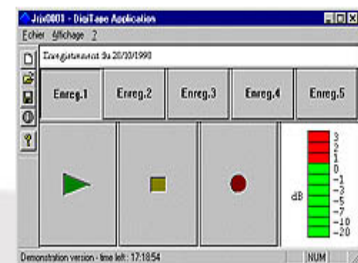 Jrix0001 - DigiTape Application
Echier Affichage ?
Enregistrement du 20/10/1998
Enreg.1 Enreg.2 Enreg.3 Enreg.4 Enreg.5
3
2
1
0
-1
-3
-5
-7
-10
-20
dB
Demonstration version - time left : 17:18:54
NUM